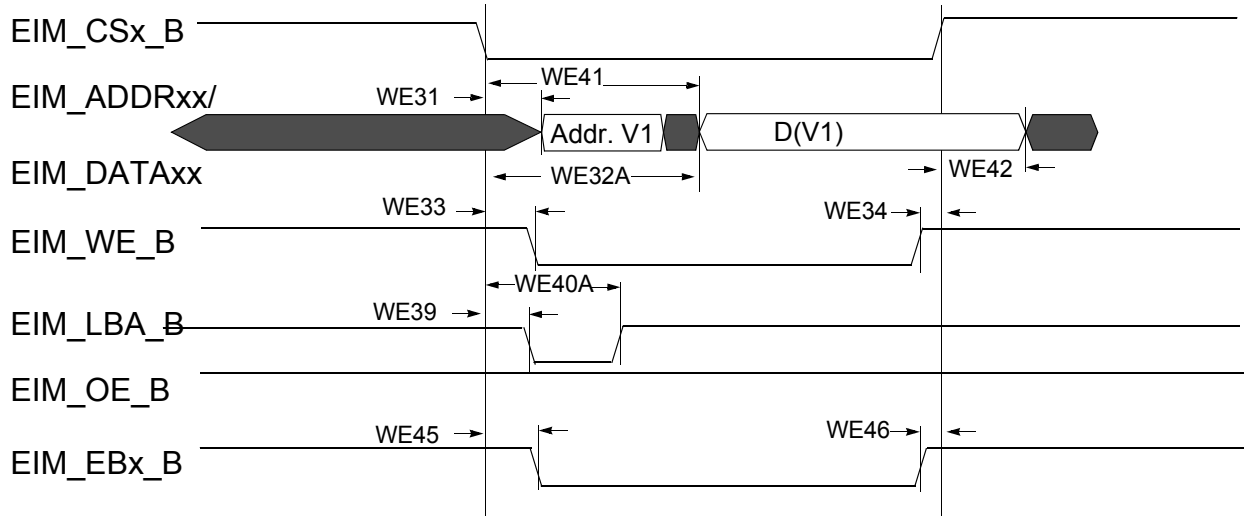 EIM_CSx_B
WE41
EIM_ADDRxx/
WE31
Addr. V1
D(V1)
EIM_DATAxx
WE32A
WE42
WE33
WE34
EIM_WE_B
WE40A
WE39
EIM_LBA_B
EIM_OE_B
WE45
WE46
EIM_EBx_B